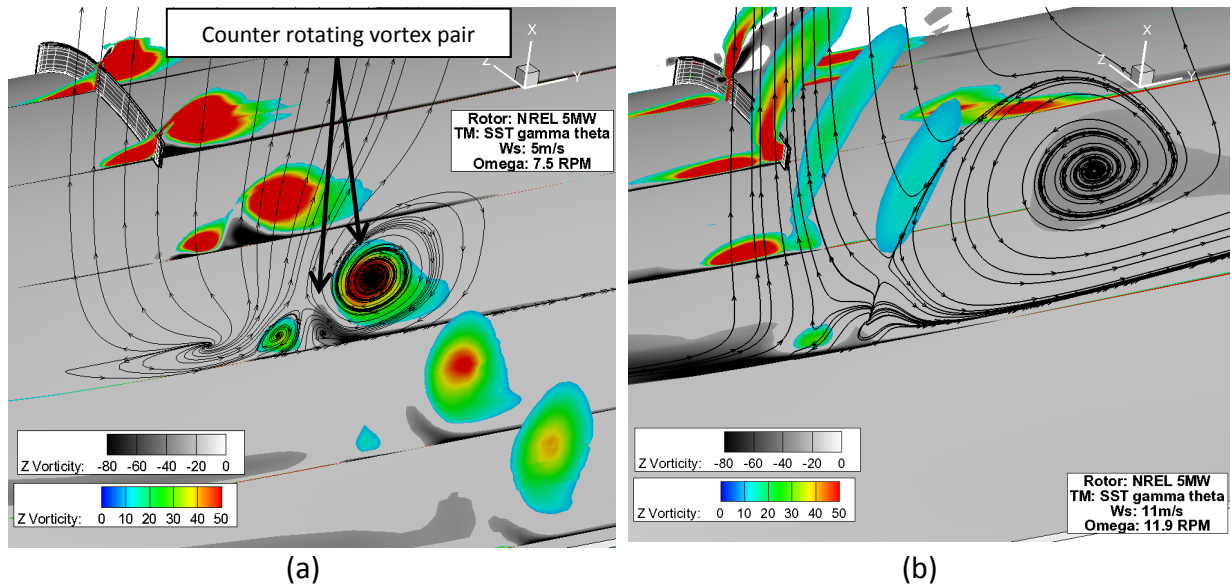 Counter rotating vortex pair
X
Z
Y
Rotor: NREL 5MW
TM: SST gamma theta
Ws: 5m/s
Omega: 7.5 RPM
Z Vorticity: -80 -60 -40 -20 0
Z Vorticity: 0 10 20 30 40 50
(a)
X
Z
Y
Z Vorticity: -80 -60 -40 -20 0
Z Vorticity: 0 10 20 30 40 50
Rotor: NREL 5MW
TM: SST gamma theta
Ws: 11m/s
Omega: 11.9 RPM
(b)